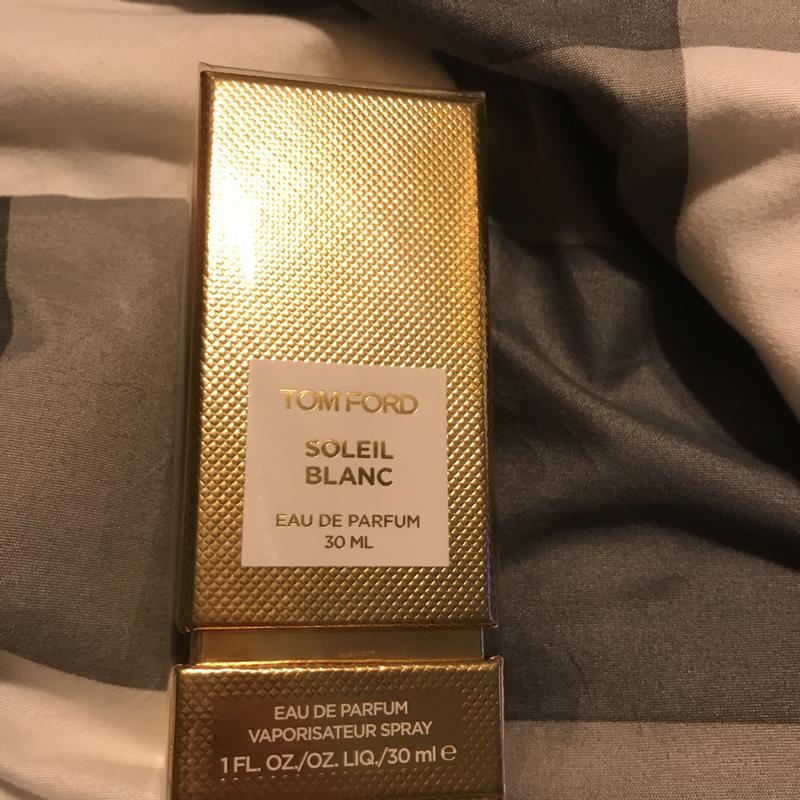 TOM FORD
SOLEIL
BLANC
EAU DE PARFUM
30 ML
EAU DE PARFUM
VAPORISATEUR SPRAY
1 FL. OZ./OZ. LIQ./30 ml ℮